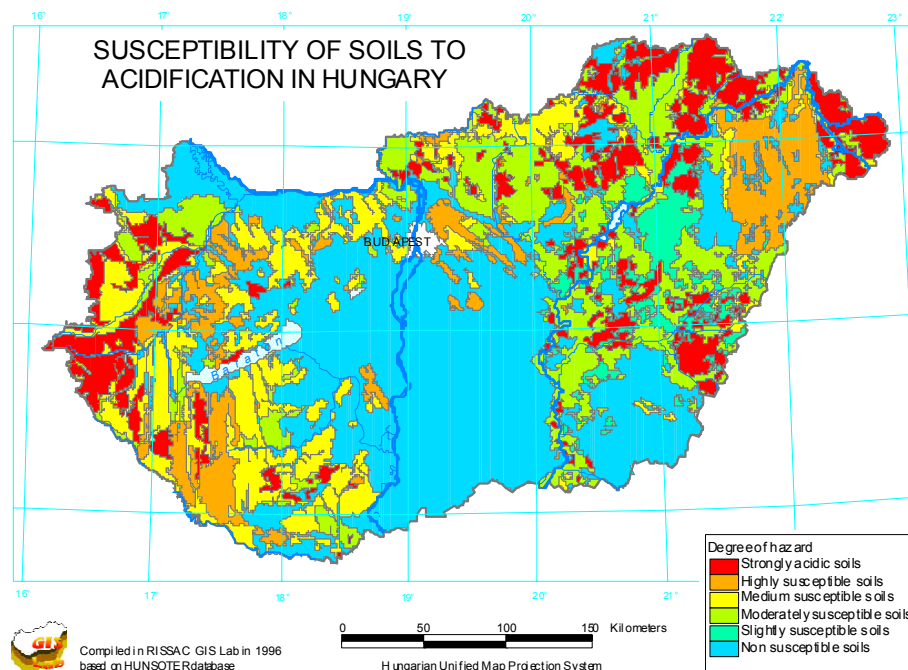 16° 17° 18° 19° 20° 21° 22° 23°
SUSCEPTIBILITY OF SOILS TO
ACIDIFICATION IN HUNGARY
BUDAPEST
Balaton
16° 17° 18° 19° 20° 21°
Degree of hazard
Strongly acidic soils
Highly susceptible soils
Medium susceptible soils
Moderately susceptible soils
Slightly susceptible soils
Non susceptible soils
GIS
Compiled in RISSAC GIS Lab in 1996
based on HUNSOTER database
0 50 100 150 Kilometers
Hungarian Unified Map Projection System